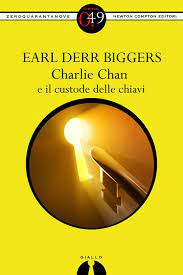 ZEROQUARANTANOVE
0,49
NEWTON COMPTON EDITORI
EARL DERR BIGGERS
Charlie Chan
e il custode delle chiavi
GIALLO